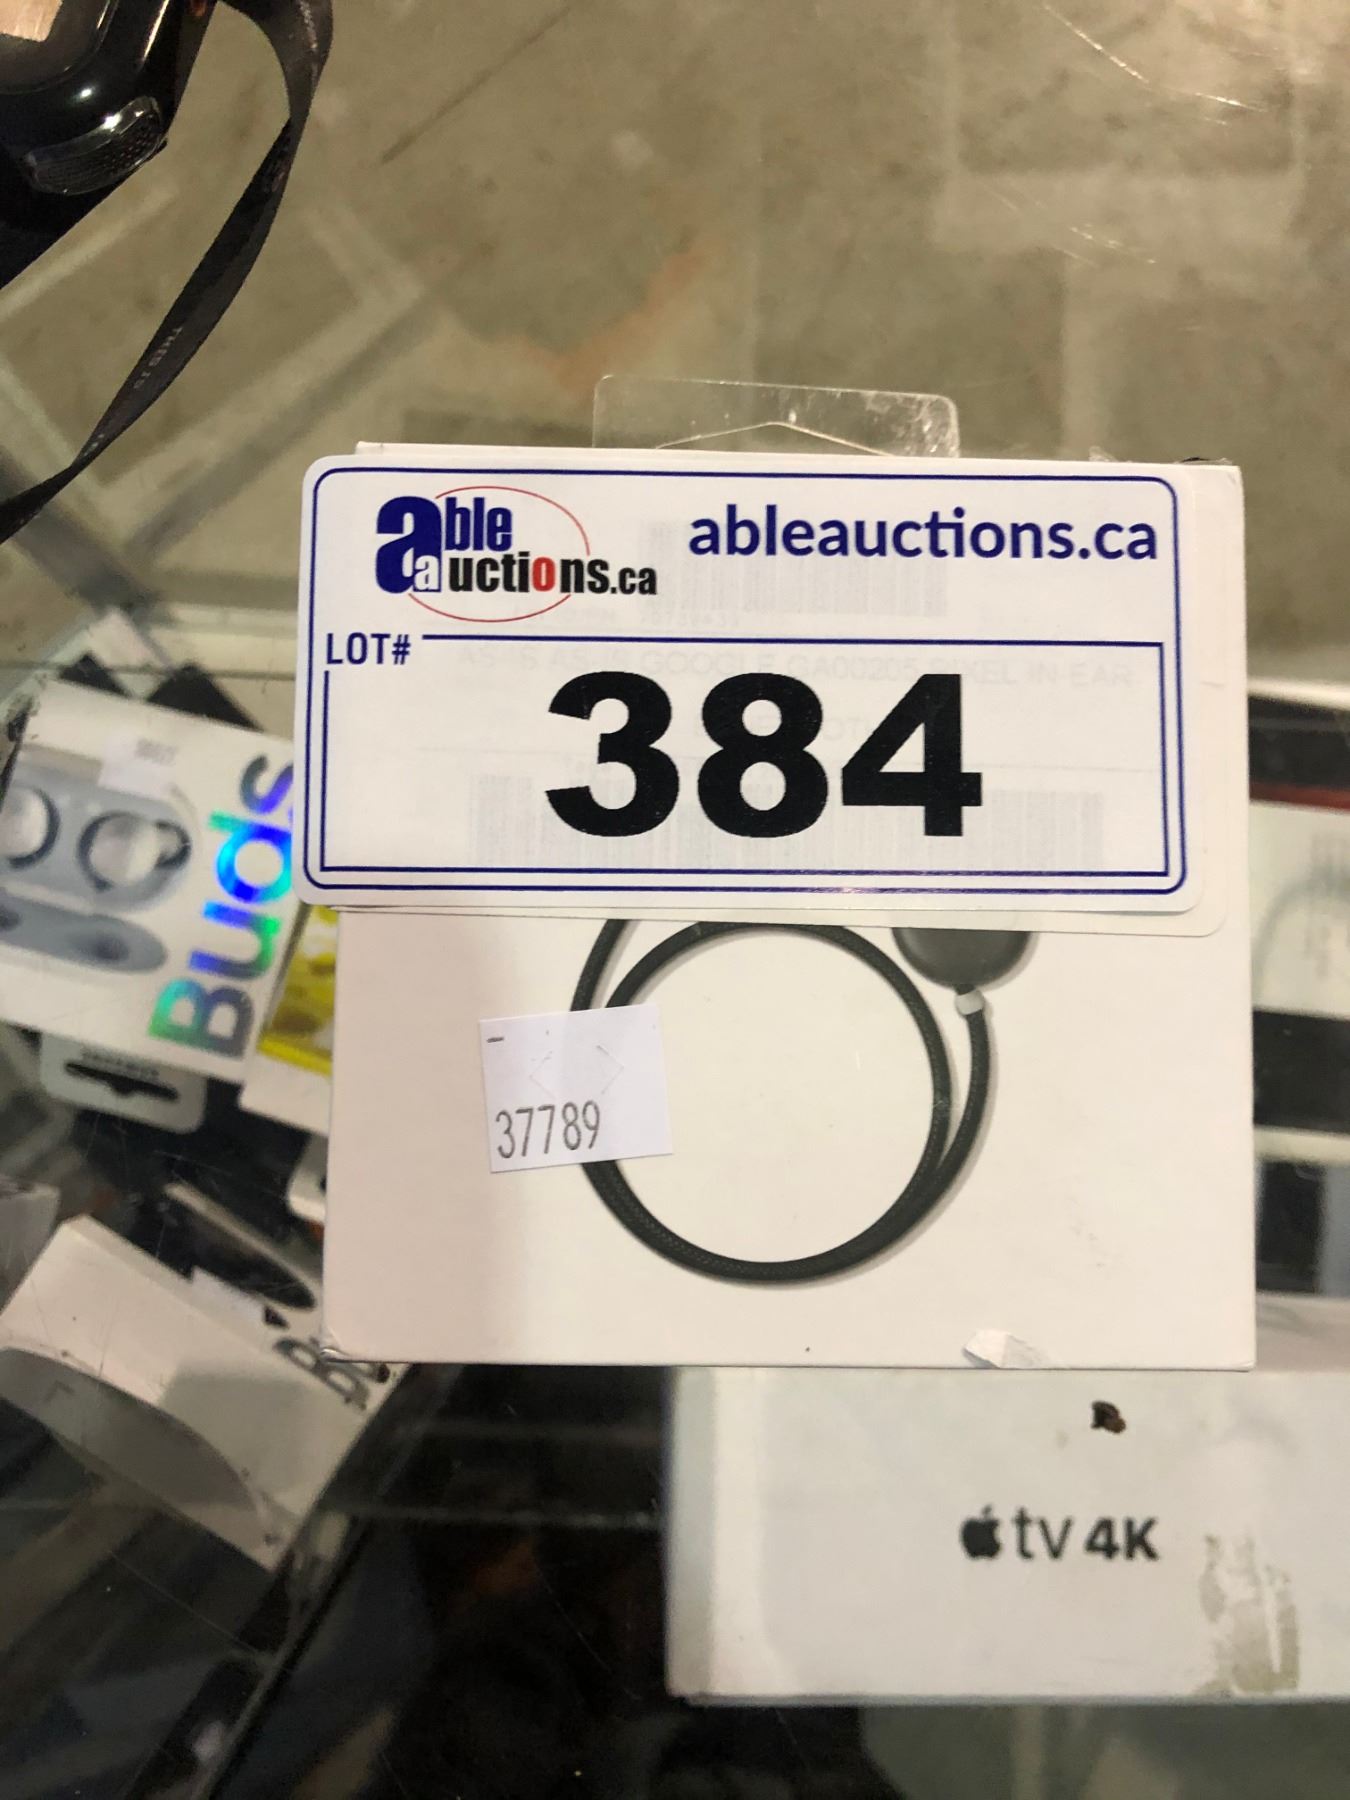 able
auctions.ca
ableauctions.ca
LOT#
AS-IS AS-IS GOOGLE GA00205 PIXEL IN-EAR
384
Buds
37789
tv 4K